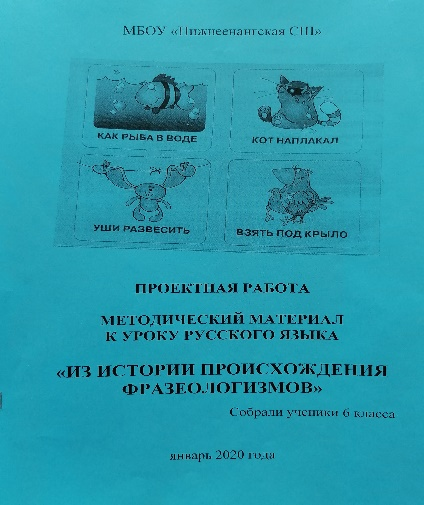 МБОУ «Нижнеенангская СШ»
КАК РЫБА В ВОДЕ
КОТ НАПЛАКАЛ
УШИ РАЗВЕСИТЬ
ВЗЯТЬ ПОД КРЫЛО
ПРОЕКТНАЯ РАБОТА
МЕТОДИЧЕСКИЙ МАТЕРИАЛ
К УРОКУ РУССКОГО ЯЗЫКА
«ИЗ ИСТОРИИ ПРОИСХОЖДЕНИЯ
ФРАЗЕОЛОГИЗМОВ»
Собрали ученики 6 класса
январь 2020 года